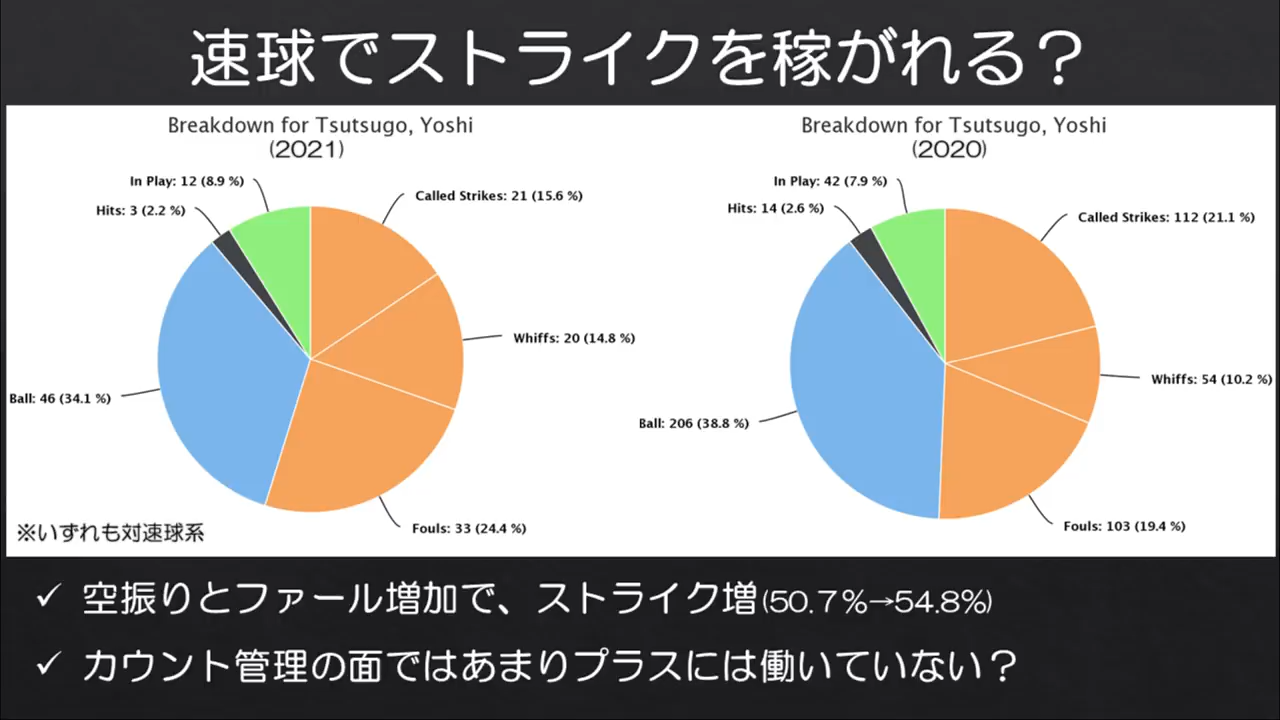 速球でストライクを稼がれる?
Breakdown for Tsutsugo, Yoshi
(2021)
In Play: 12 (8.9 %)
Called Strikes: 21 (15.6 %)
Hits: 3 (2.2 %)
Whiffs: 20 (14.8 %)
Ball: 46 (34.1 %)
Fouls: 33 (24.4 %)
※いずれも対速球系
Breakdown for Tsutsugo, Yoshi
(2020)
In Play: 42 (7.9 %)
Hits: 14 (2.6 %)
Called Strikes: 112 (21.1 %)
Whiffs: 54 (10.2 %)
Ball: 206 (38.8 %)
Fouls: 103 (19.4 %)
✓ 空振りとファール増加で、ストライク増(50.7%→54.8%)
✓ カウント管理の面ではあまりプラスには働いていない?